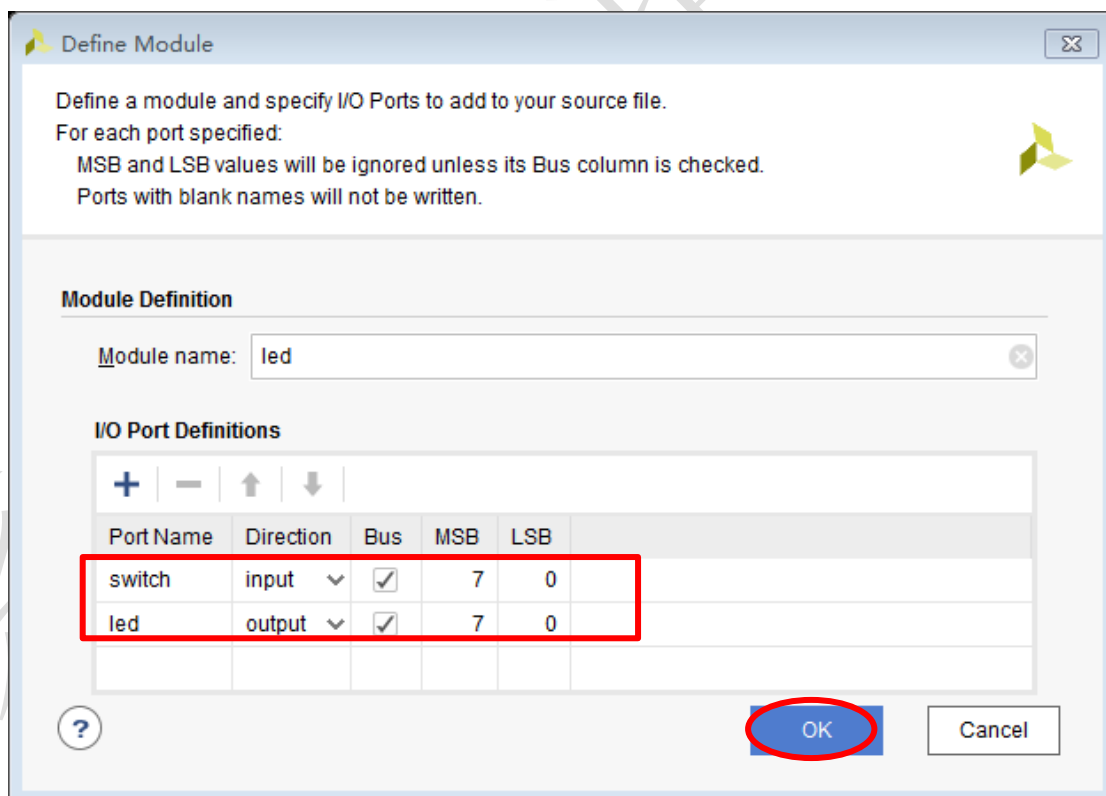 Define Module
Define a module and specify I/O Ports to add to your source file.
For each port specified:
MSB and LSB values will be ignored unless its Bus column is checked.
Ports with blank names will not be written.
Module Definition
Module name: led
I/O Port Definitions
Port Name Direction Bus MSB LSB
switch input 7 0
led output 7 0
? OK Cancel